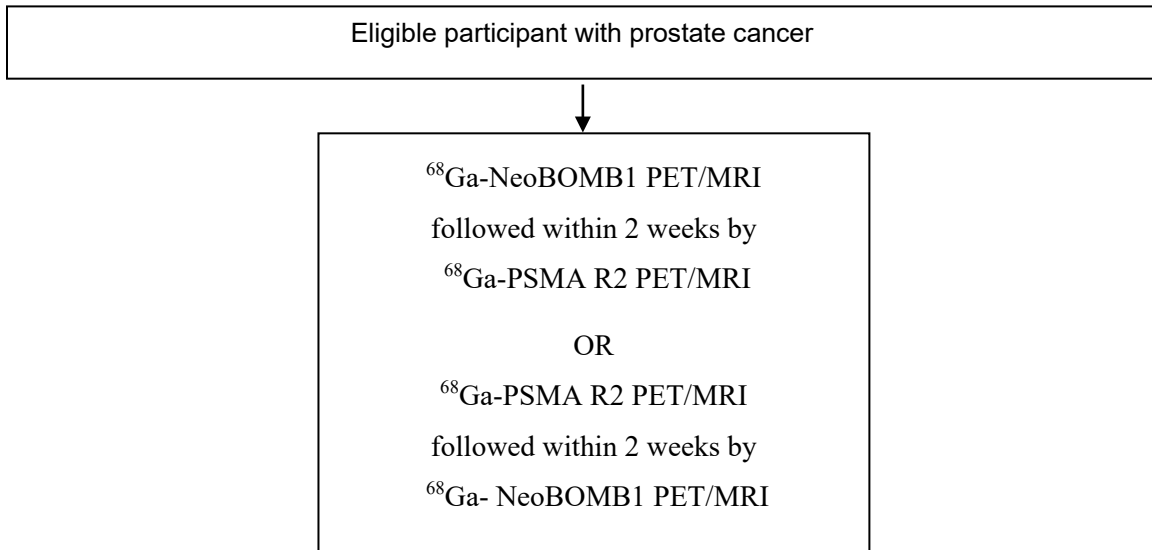 Eligible participant with prostate cancer
⁶⁸Ga-NeoBOMB1 PET/MRI
followed within 2 weeks by
⁶⁸Ga-PSMA R2 PET/MRI
OR
⁶⁸Ga-PSMA R2 PET/MRI
followed within 2 weeks by
⁶⁸Ga- NeoBOMB1 PET/MRI